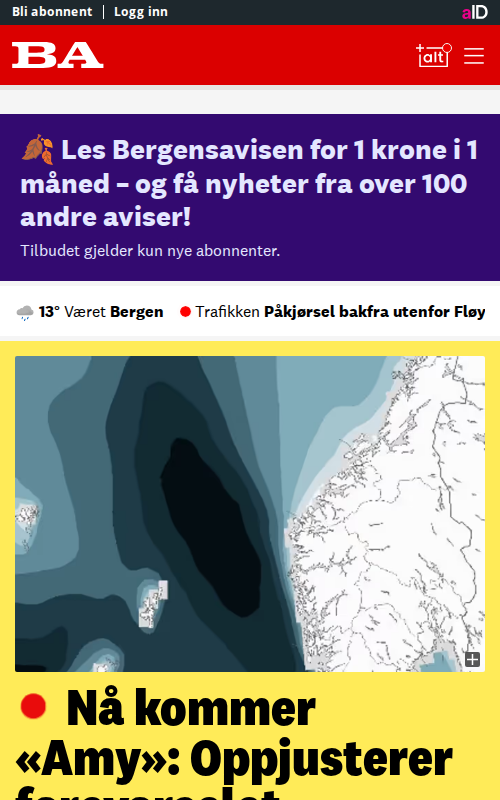 Bli abonnent | Logg inn
aID
BA
+alt
🍂 Les Bergensavisen for 1 krone i 1
måned – og få nyheter fra over 100
andre aviser!
Tilbudet gjelder kun nye abonnenter.
13° Været Bergen
Trafikken Påkjørsel bakfra utenfor Fløy
Nå kommer
«Amy»: Oppjusterer